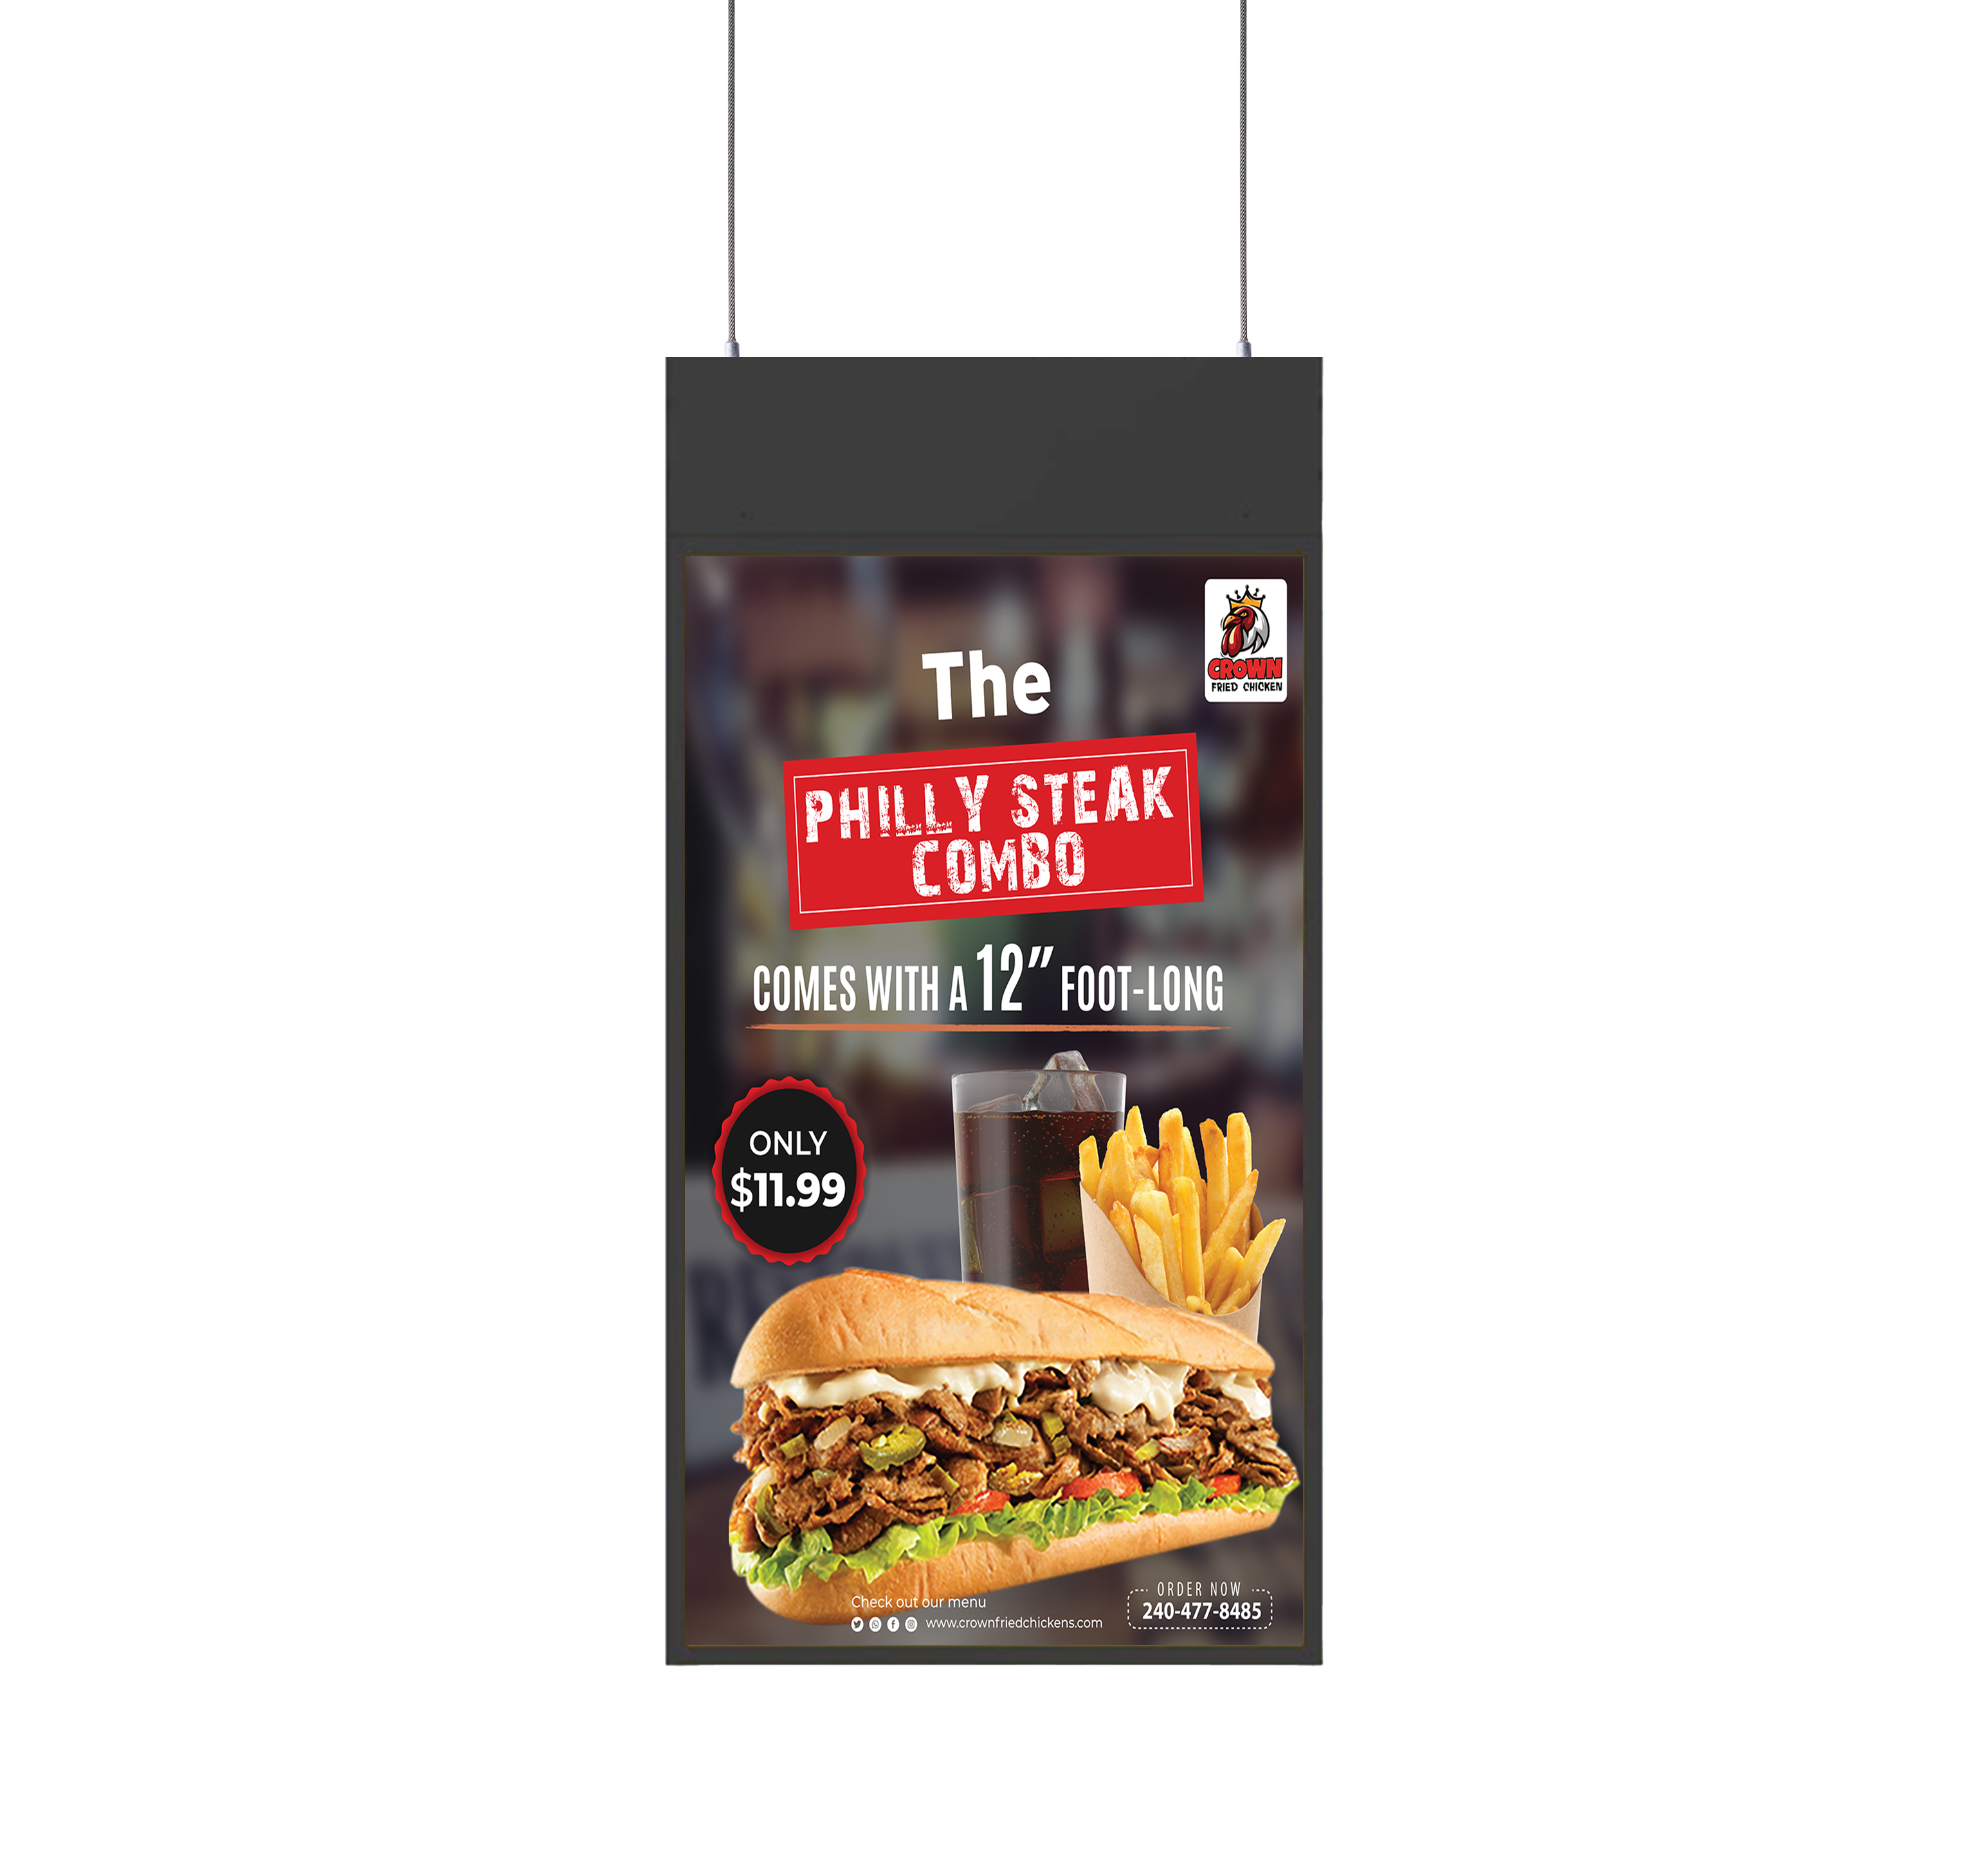 CROWN
FRIED CHICKEN
The
PHILLY STEAK
COMBO
COMES WITH A 12″ FOOT-LONG
ONLY
$11.99
Check out our menu
www.crownfriedchickens.com
ORDER NOW
240-477-8485